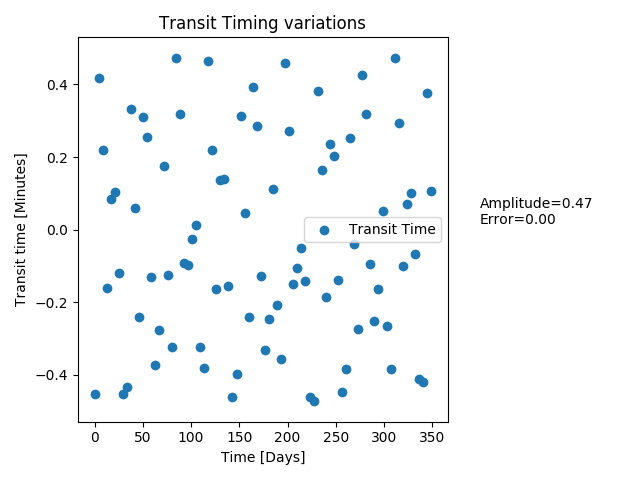 Transit Timing variations
Transit time [Minutes]
0.4
0.2
0.0
−0.2
−0.4
Transit Time
Amplitude=0.47
Error=0.00
0 50 100 150 200 250 300 350
Time [Days]